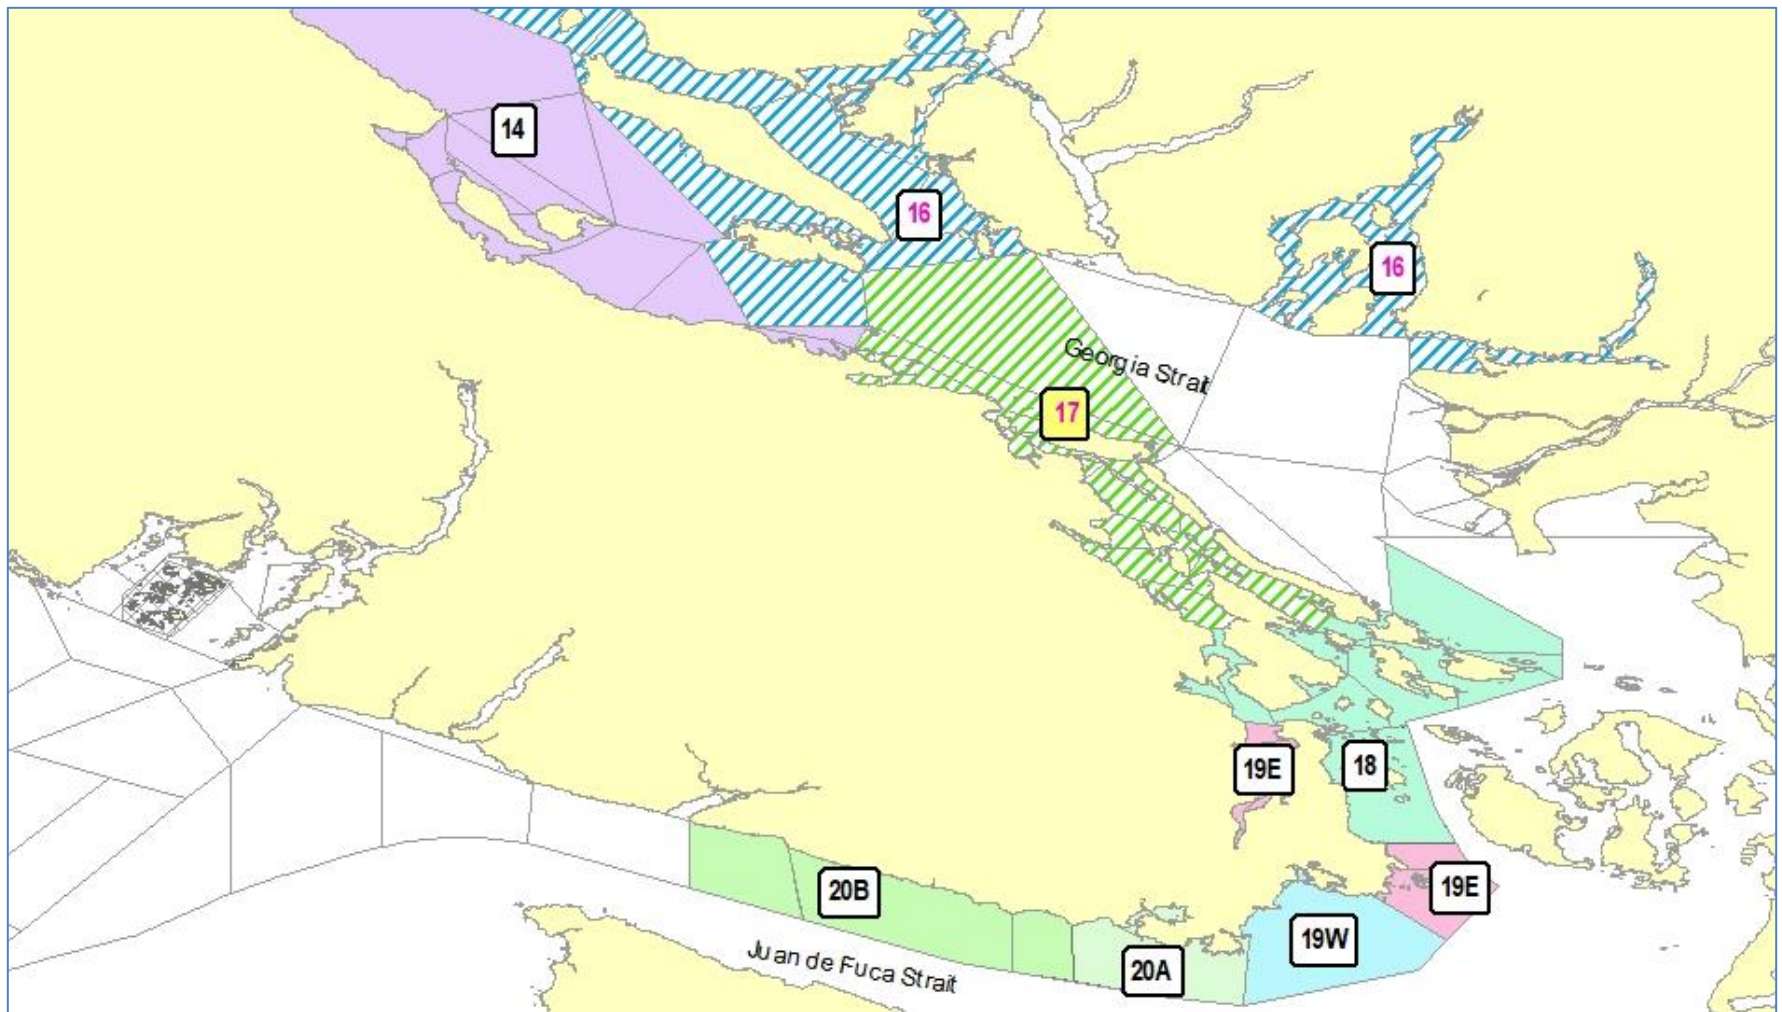 14
16
16
Georgia Strait
17
19E
18
20B
19E
19W
Juan de Fuca Strait
20A